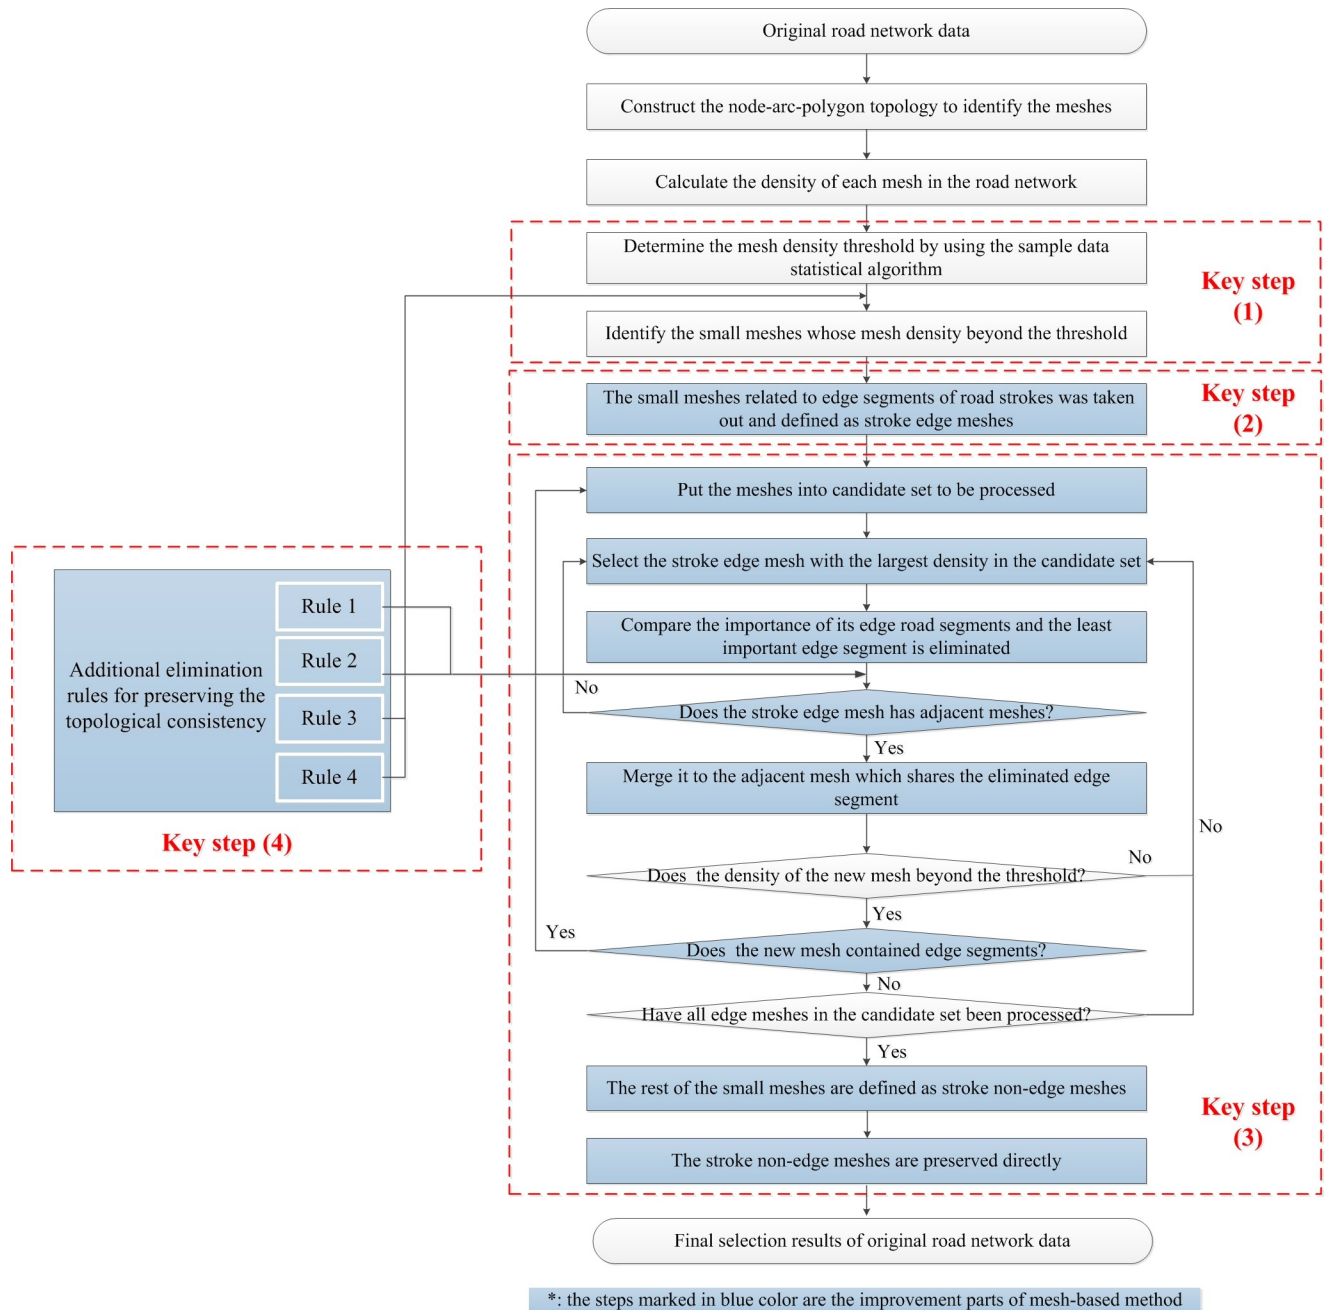 Original road network data
Construct the node-arc-polygon topology to identify the meshes
Calculate the density of each mesh in the road network
Determine the mesh density threshold by using the sample data
statistical algorithm
Key step
(1)
Identify the small meshes whose mesh density beyond the threshold
The small meshes related to edge segments of road strokes was taken
out and defined as stroke edge meshes
Key step
(2)
Put the meshes into candidate set to be processed
Select the stroke edge mesh with the largest density in the candidate set
Compare the importance of its edge road segments and the least
important edge segment is eliminated
No
Does the stroke edge mesh has adjacent meshes?
Yes
Merge it to the adjacent mesh which shares the eliminated edge
segment
No
Does the density of the new mesh beyond the threshold?
No
Yes
Yes
Does the new mesh contained edge segments?
No
Have all edge meshes in the candidate set been processed?
Yes
The rest of the small meshes are defined as stroke non-edge meshes
Key step
(3)
The stroke non-edge meshes are preserved directly
Final selection results of original road network data
Additional elimination
rules for preserving the
topological consistency
Rule 1
Rule 2
Rule 3
Rule 4
Key step (4)
*: the steps marked in blue color are the improvement parts of mesh-based method